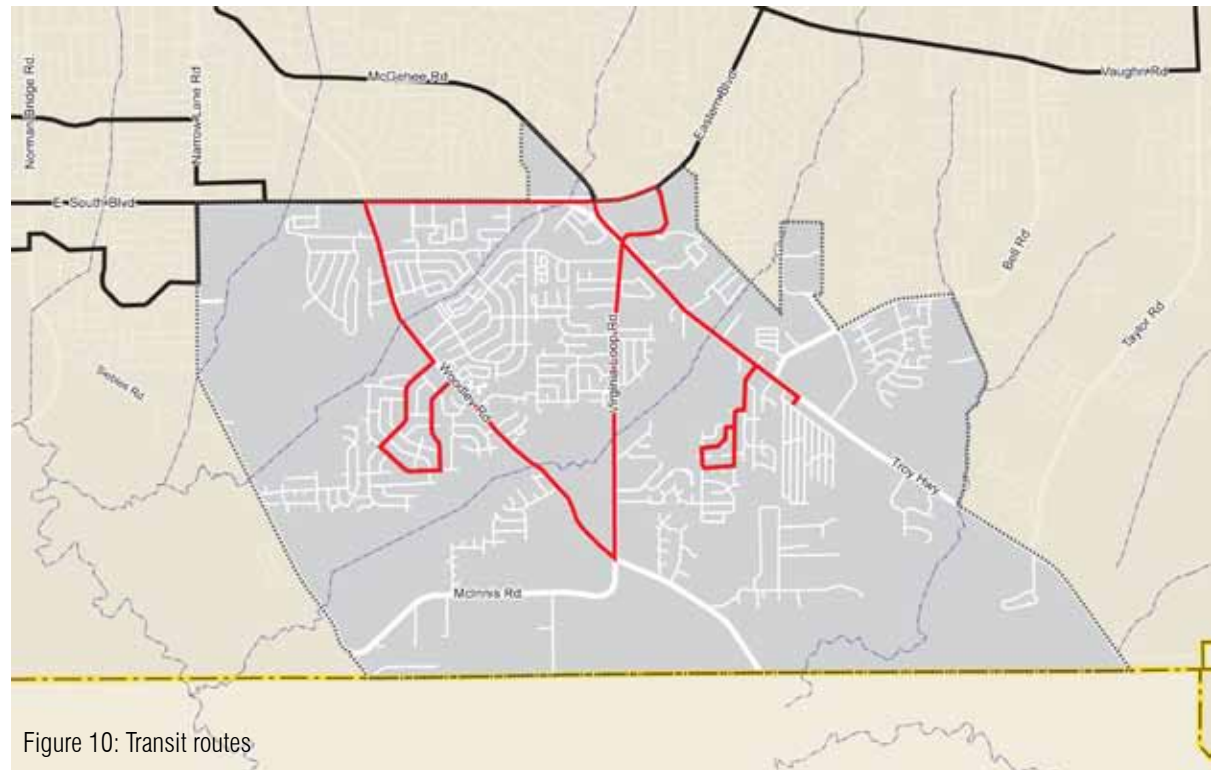 Norman Bridge Rd.
Narrow Lane Rd
McGehee Rd
Eastern Blvd
Vaughn Rd
E South Blvd
Bell Rd
Taylor Rd
Virginia Loop Rd
Woodley Rd
Troy Hwy
McInnis Rd
Figure 10: Transit routes